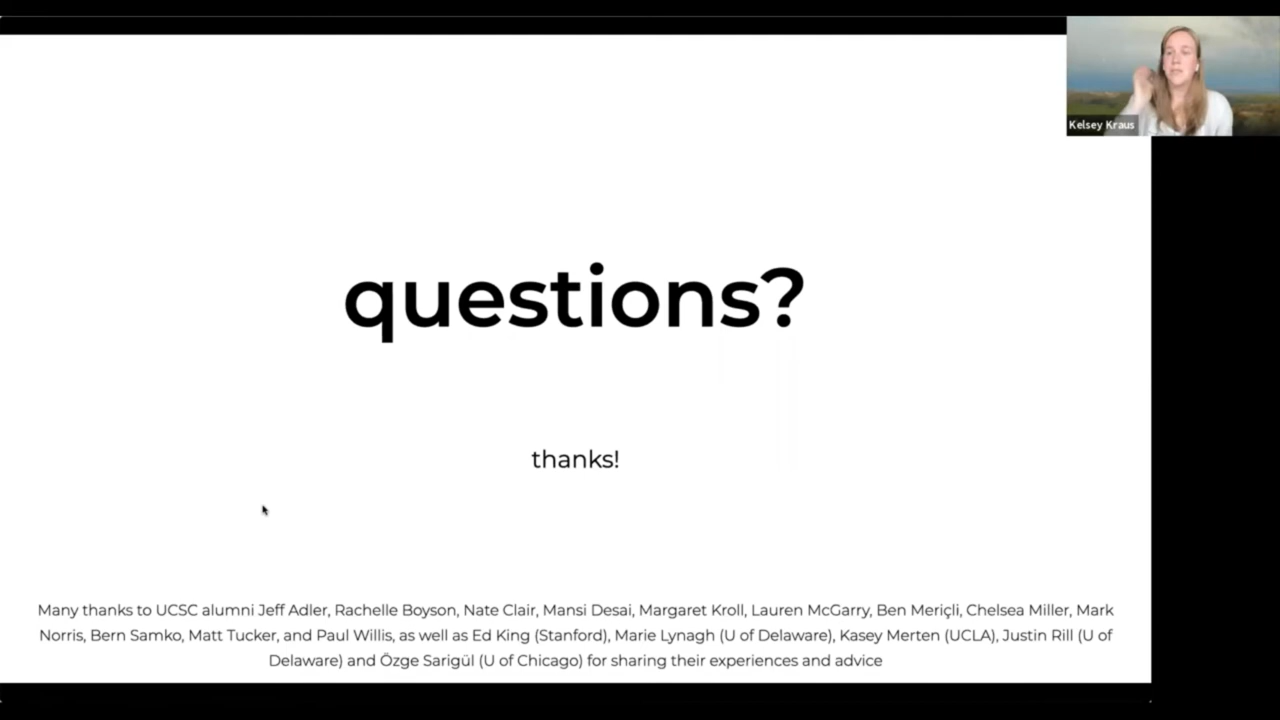 Kelsey Kraus
questions?
thanks!
Many thanks to UCSC alumni Jeff Adler, Rachelle Boyson, Nate Clair, Mansi Desai, Margaret Kroll, Lauren McGarry, Ben Meriçli, Chelsea Miller, Mark
Norris, Bern Samko, Matt Tucker, and Paul Willis, as well as Ed King (Stanford), Marie Lynagh (U of Delaware), Kasey Merten (UCLA), Justin Rill (U of
Delaware) and Özge Sarigül (U of Chicago) for sharing their experiences and advice